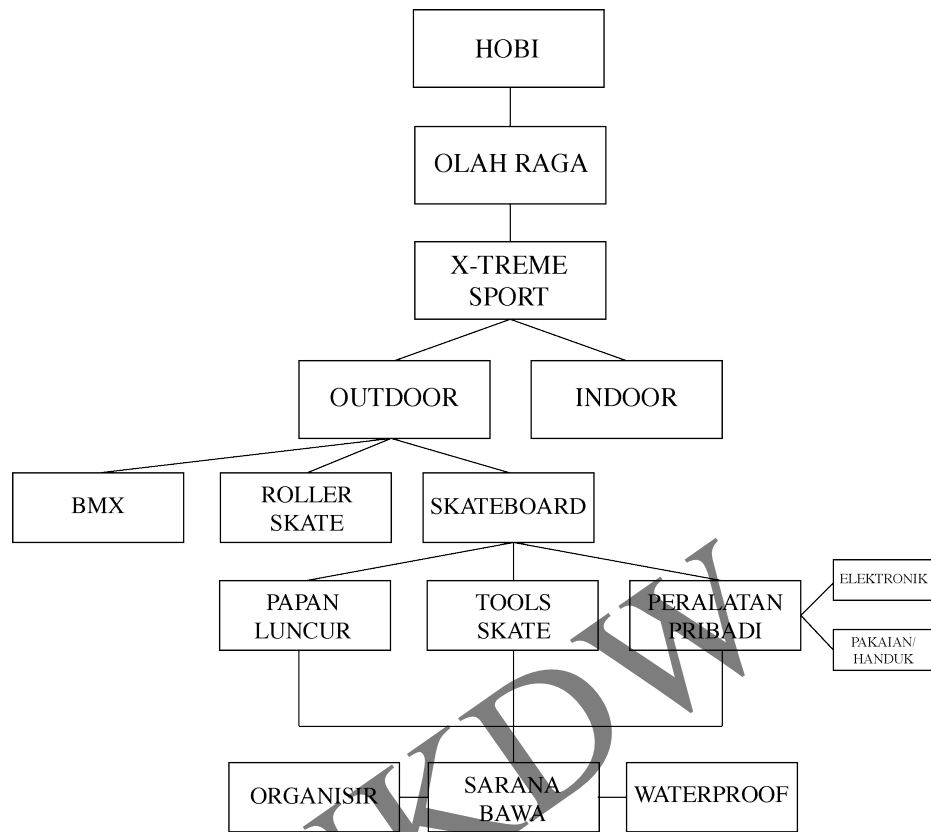 HOBI
OLAH RAGA
X-TREME
SPORT
OUTDOOR
INDOOR
BMX
ROLLER
SKATE
SKATEBOARD
PAPAN
LUNCUR
TOOLS
SKATE
PERALATAN
PRIBADI
ELEKTRONIK
PAKAIAN/
HANDUK
ORGANISIR
SARANA
BAWA
WATERPROOF
KDW